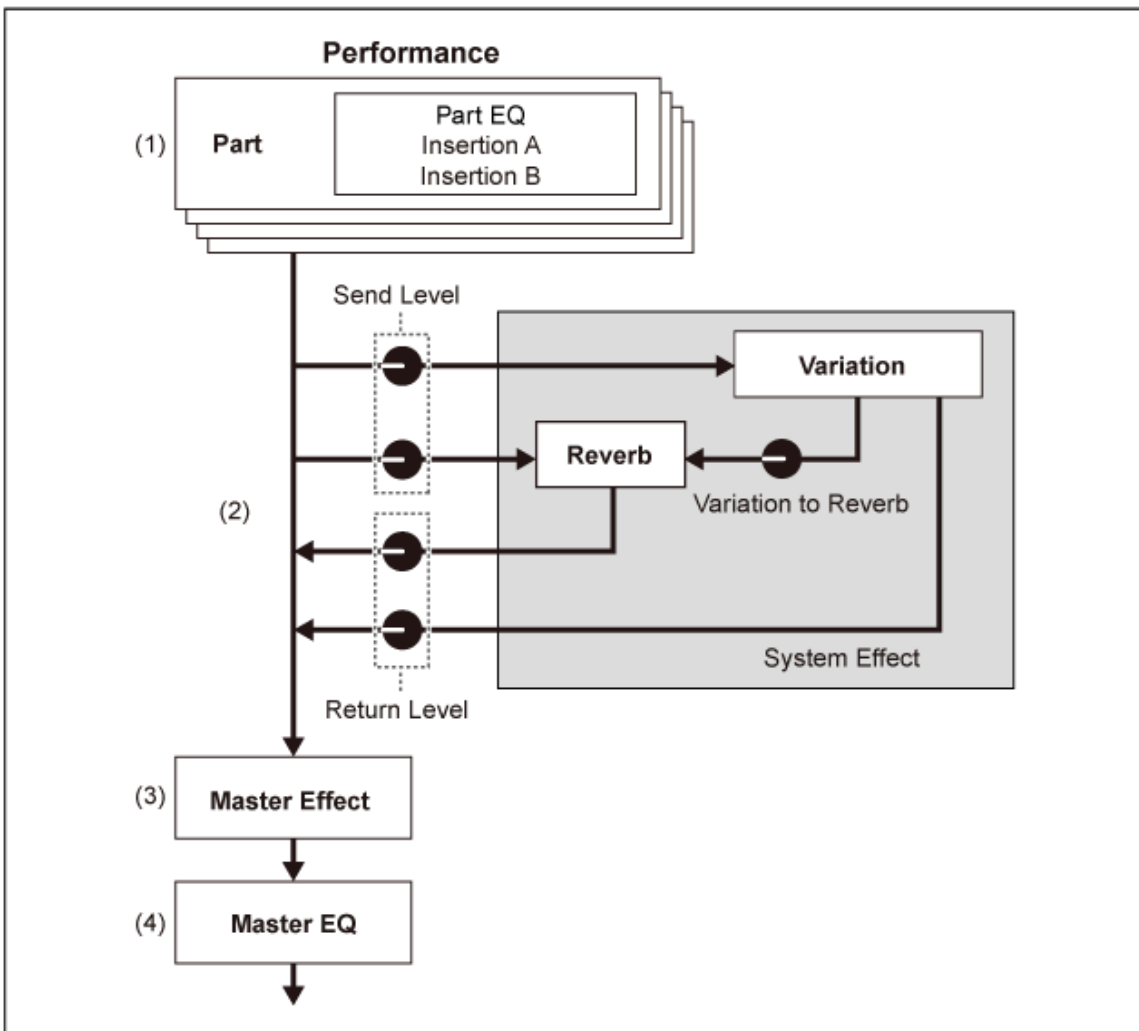 Performance
(1)
Part
Part EQ
Insertion A
Insertion B
Send Level
Variation
Reverb
Variation to Reverb
(2)
System Effect
Return Level
(3)
Master Effect
(4)
Master EQ